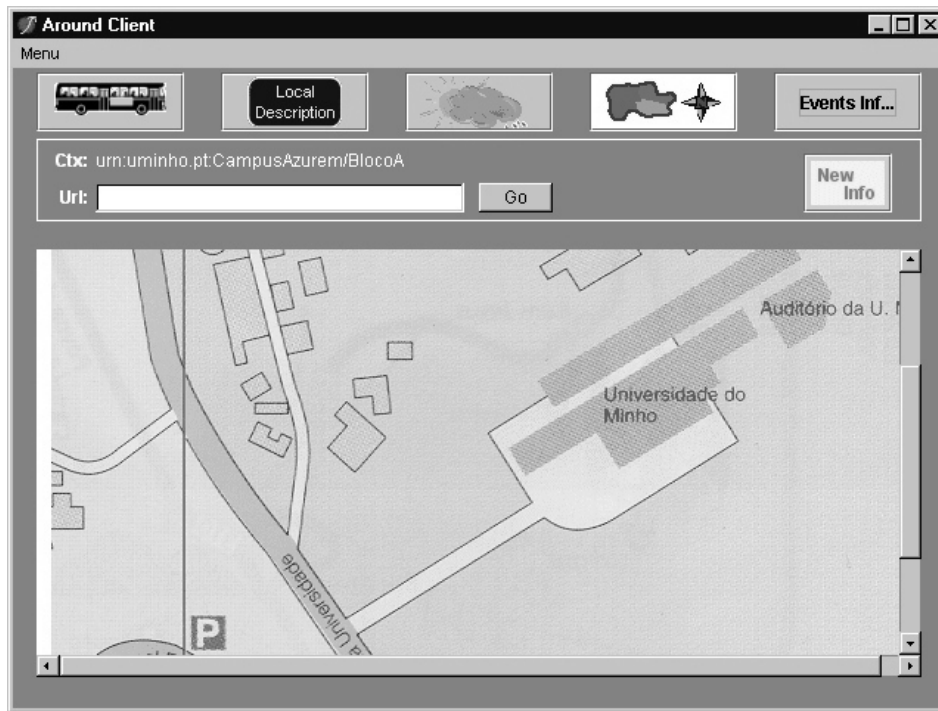 Around Client
Menu
Local
Description
Events Inf...
Ctx: urn:uminho.pt:CampusAzurem/BlocoA
Url:
Go
New
Info
Auditório da U.
Universidade do
Minho
a Universidade
P